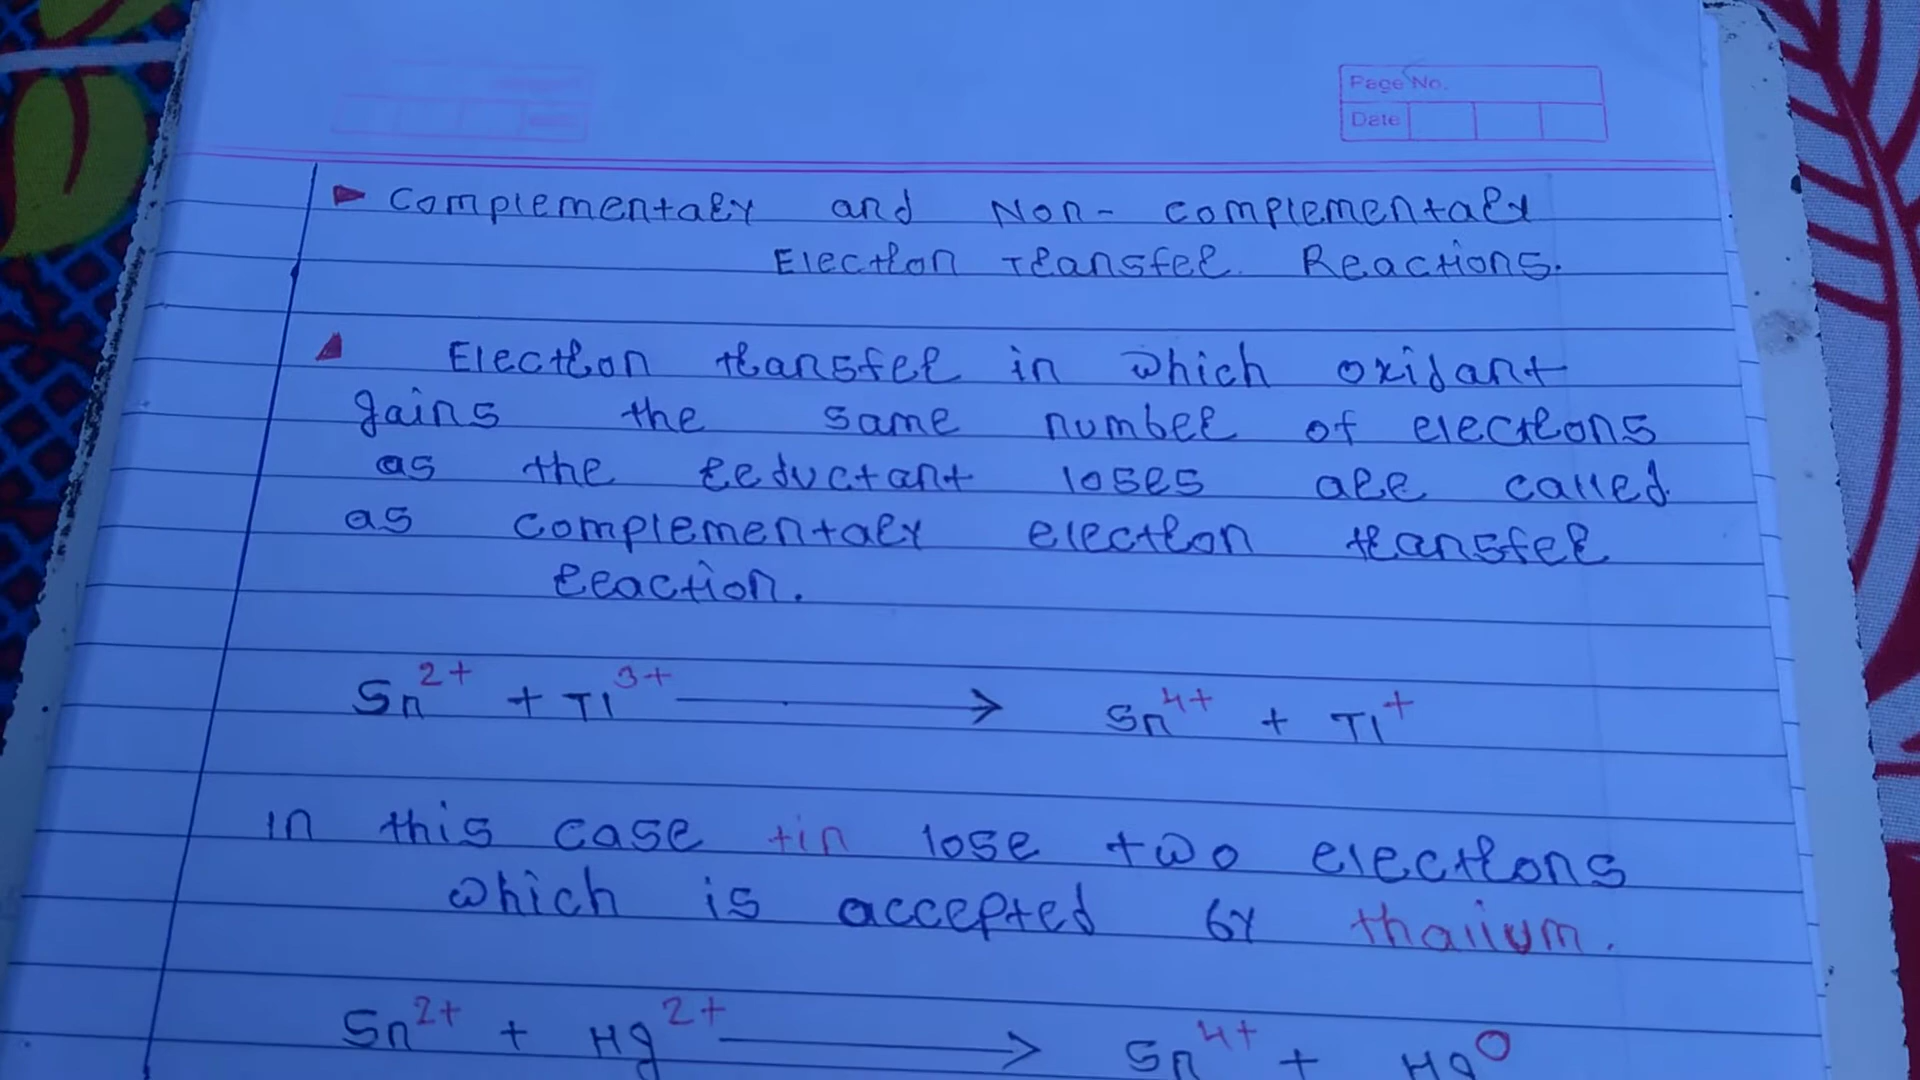 Page No.
Date
Complementary and Non- complementary
Electron Transfer Reactions.
Electron transfer in which oxidant
gains the same number of electrons
as the reductant loses are called
as complementary electron transfer
reaction.
Sn²⁺ + Tl³⁺ ⟶ Sn⁴⁺ + Tl⁺
In this case tin lose two electrons
which is accepted by thallium.
Sn²⁺ + Hg²⁺ ⟶ Sn⁴⁺ + Hg⁰